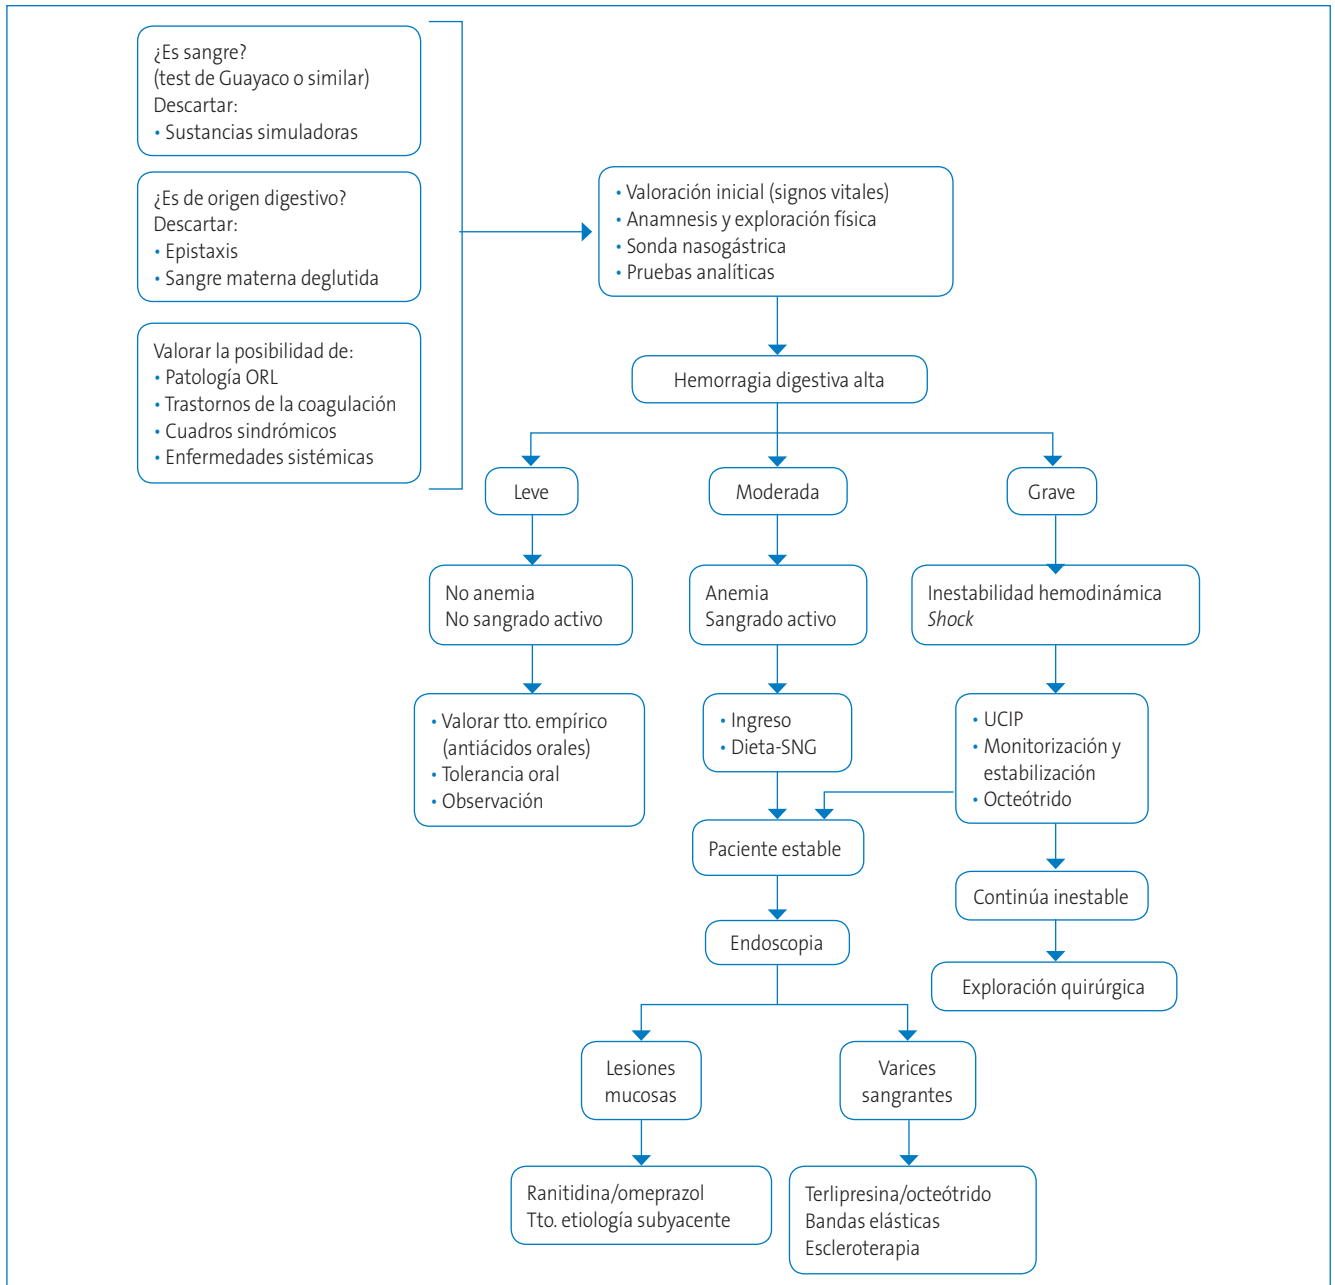 ¿Es sangre?
(test de Guayaco o similar)
Descartar:
• Sustancias simuladoras
¿Es de origen digestivo?
Descartar:
• Epistaxis
• Sangre materna deglutida
Valorar la posibilidad de:
• Patología ORL
• Trastornos de la coagulación
• Cuadros sindrómicos
• Enfermedades sistémicas
• Valoración inicial (signos vitales)
• Anamnesis y exploración física
• Sonda nasogástrica
• Pruebas analíticas
Hemorragia digestiva alta
Leve
Moderada
Grave
No anemia
No sangrado activo
Anemia
Sangrado activo
Inestabilidad hemodinámica
Shock
• Valorar tto. empírico
(antiácidos orales)
• Tolerancia oral
• Observación
• Ingreso
• Dieta-SNG
• UCIP
• Monitorización y
estabilización
• Octeótrido
Paciente estable
Continúa inestable
Endoscopia
Exploración quirúrgica
Lesiones
mucosas
Varices
sangrantes
Ranitidina/omeprazol
Tto. etiología subyacente
Terlipresina/octeótrido
Bandas elásticas
Escleroterapia